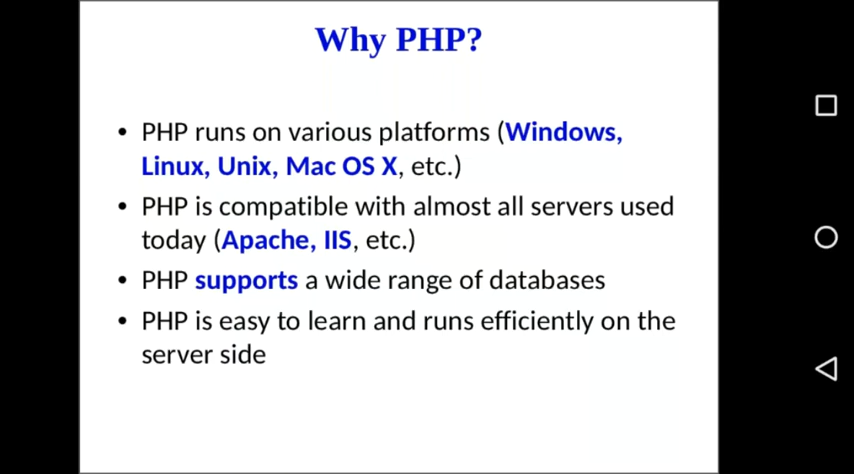 Why PHP?
• PHP runs on various platforms (Windows,
Linux, Unix, Mac OS X, etc.)
• PHP is compatible with almost all servers used
today (Apache, IIS, etc.)
• PHP supports a wide range of databases
• PHP is easy to learn and runs efficiently on the
server side